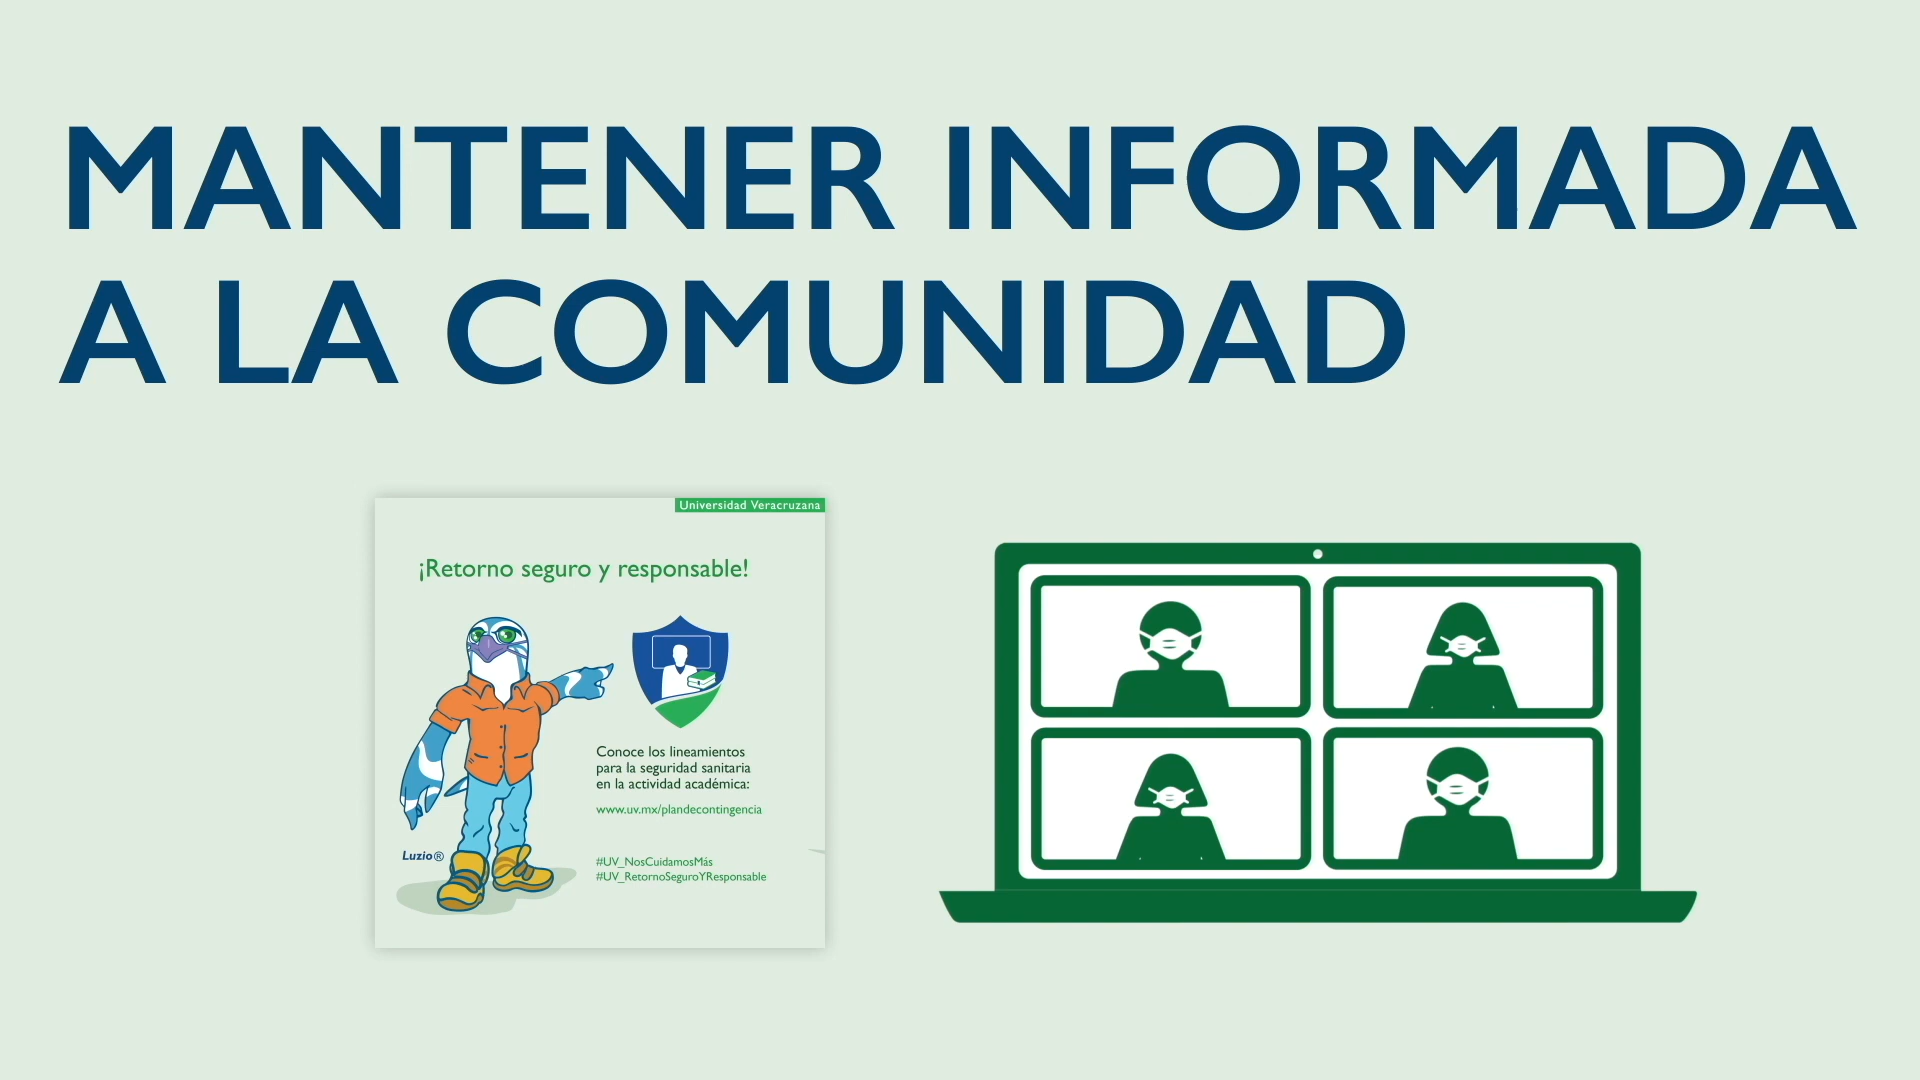 MANTENER INFORMADA
A LA COMUNIDAD
Universidad Veracruzana
¡Retorno seguro y responsable!
Conoce los lineamientos
para la seguridad sanitaria
en la actividad académica:
www.uv.mx/plandecontingencia
Luzio®
#UV_NosCuidamosMás
#UV_RetornoSeguroYResponsable